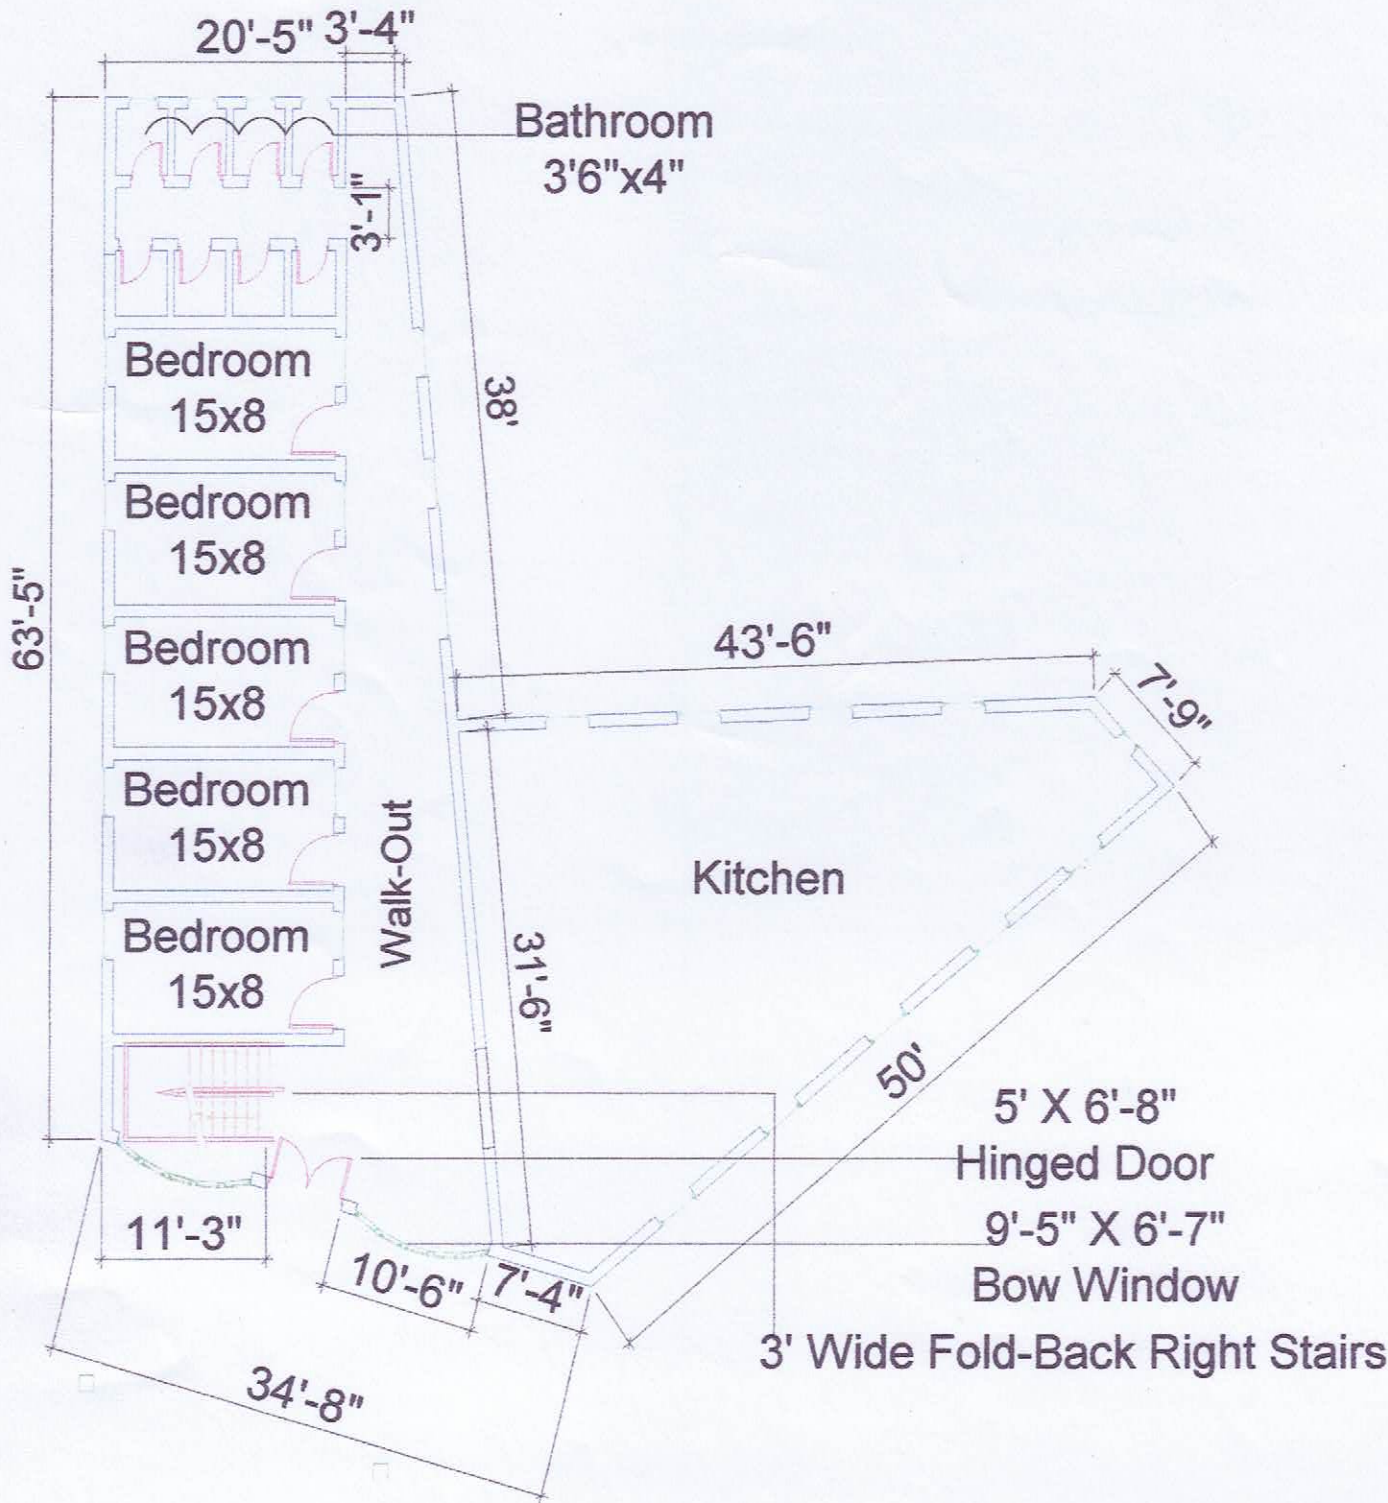 20'-5" 3'-4"
Bathroom
3'6"x4"
3'-1"
Bedroom
15x8
38'
Bedroom
15x8
63'-5"
Bedroom
15x8
43'-6"
7'-9"
Bedroom
15x8
Walk-Out
Kitchen
Bedroom
15x8
31'-6"
50'
5' X 6'-8"
Hinged Door
11'-3"
9'-5" X 6'-7"
Bow Window
10'-6"
7'-4"
3' Wide Fold-Back Right Stairs
34'-8"